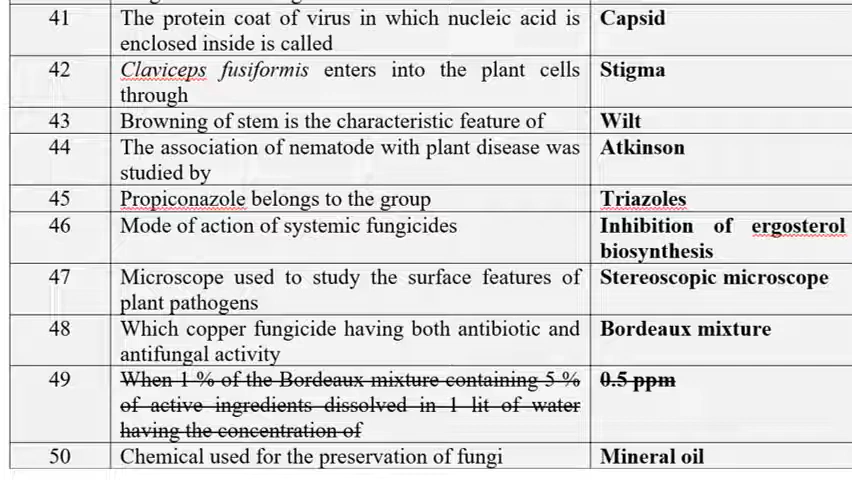 41 The protein coat of virus in which nucleic acid is Capsid
enclosed inside is called
42 Claviceps fusiformis enters into the plant cells Stigma
through
43 Browning of stem is the characteristic feature of Wilt
44 The association of nematode with plant disease was Atkinson
studied by
45 Propiconazole belongs to the group Triazoles
46 Mode of action of systemic fungicides Inhibition of ergosterol
biosynthesis
47 Microscope used to study the surface features of Stereoscopic microscope
plant pathogens
48 Which copper fungicide having both antibiotic and Bordeaux mixture
antifungal activity
49 When 1 % of the Bordeaux mixture containing 5 % 0.5 ppm
of active ingredients dissolved in 1 lit of water
having the concentration of
50 Chemical used for the preservation of fungi Mineral oil